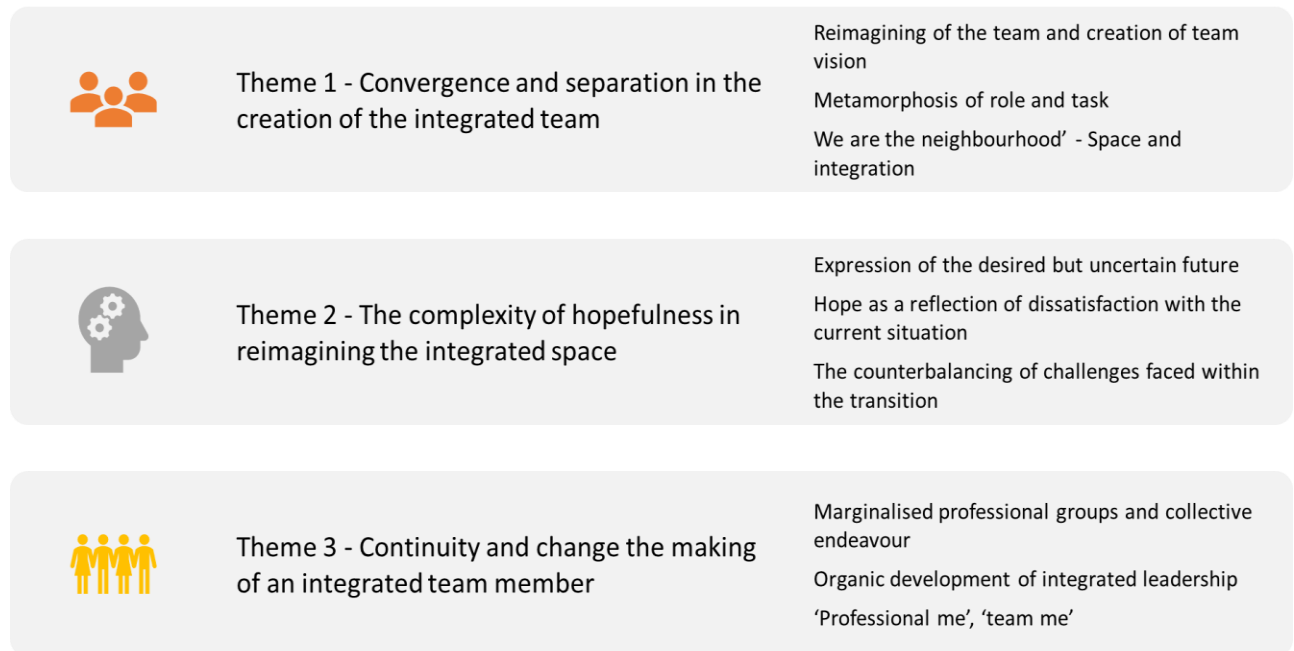 Theme 1 - Convergence and separation in the
creation of the integrated team
Reimagining of the team and creation of team
vision
Metamorphosis of role and task
We are the neighbourhood’ - Space and
integration
Theme 2 - The complexity of hopefulness in
reimagining the integrated space
Expression of the desired but uncertain future
Hope as a reflection of dissatisfaction with the
current situation
The counterbalancing of challenges faced within
the transition
Theme 3 - Continuity and change the making
of an integrated team member
Marginalised professional groups and collective
endeavour
Organic development of integrated leadership
‘Professional me’, ‘team me’